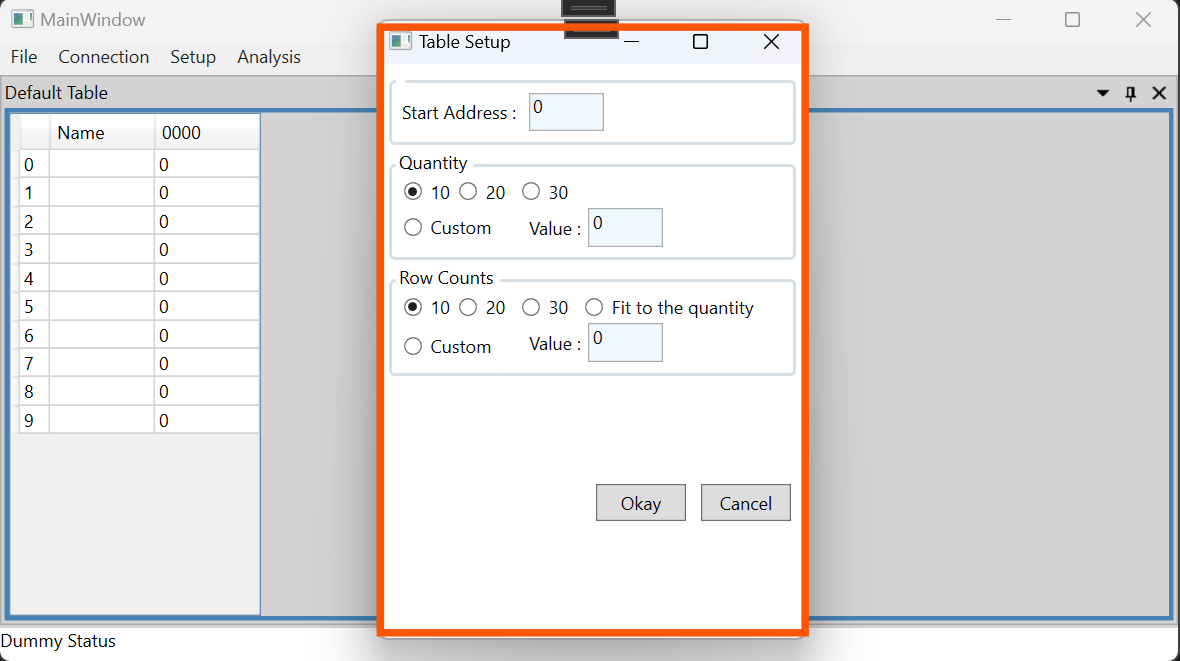 MainWindow
File Connection Setup Analysis
Default Table
Name 0000
0 0
1 0
2 0
3 0
4 0
5 0
6 0
7 0
8 0
9 0
Table Setup
Start Address : 0
Quantity
10 20 30
Custom Value : 0
Row Counts
10 20 30 Fit to the quantity
Custom Value : 0
Okay Cancel
Dummy Status